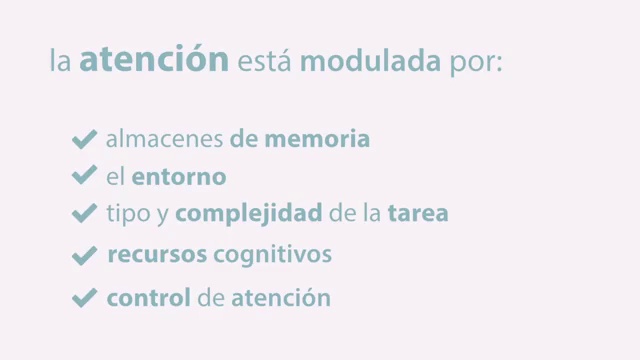 la atención está modulada por:
almacenes de memoria
el entorno
tipo y complejidad de la tarea
recursos cognitivos
control de atención